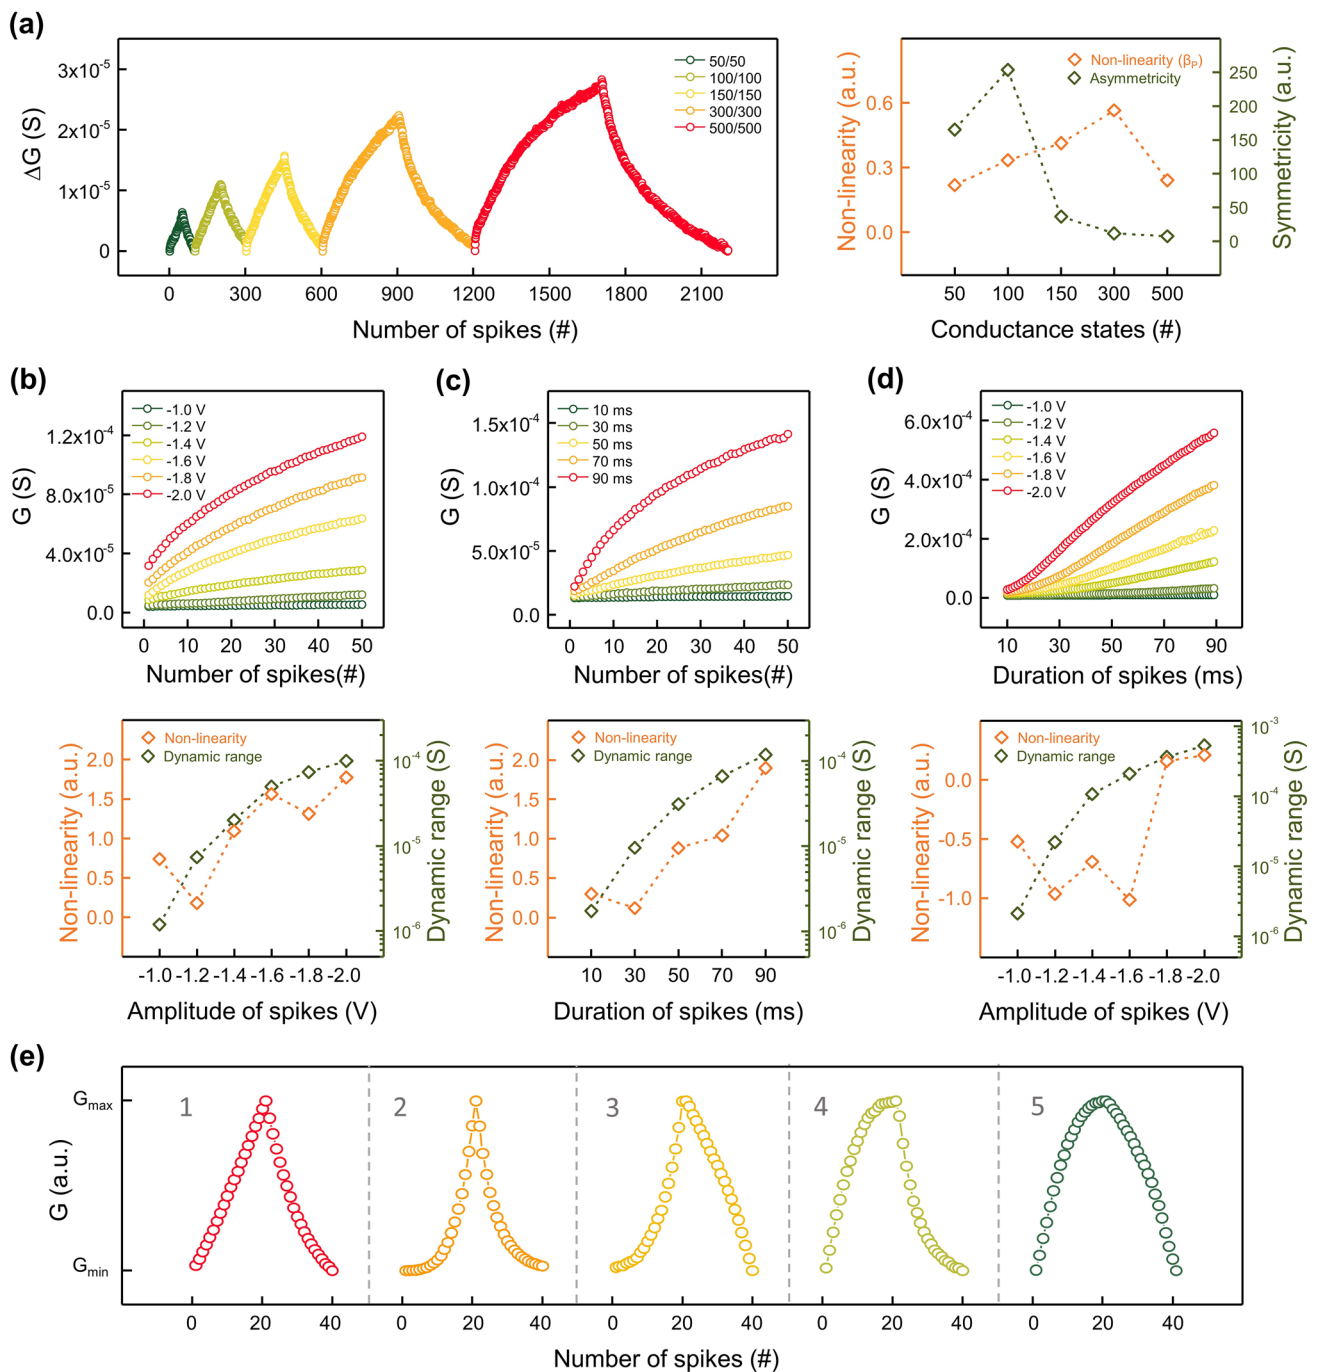 (a)
3x10⁻⁵
2x10⁻⁵
1x10⁻⁵
0
ΔG (S)
50/50
100/100
150/150
300/300
500/500
0 300 600 900 1200 1500 1800 2100
Number of spikes (#)
Non-linearity (a.u.)
0.6
0.3
0.0
Non-linearity (βP)
Asymmetricity
250
200
150
100
50
0
Symmetricity (a.u.)
50 100 150 300 500
Conductance states (#)
(b)
G (S)
1.2x10⁻⁴
8.0x10⁻⁵
4.0x10⁻⁵
0.0
-1.0 V
-1.2 V
-1.4 V
-1.6 V
-1.8 V
-2.0 V
0 10 20 30 40 50
Number of spikes(#)
(c)
G (S)
1.5x10⁻⁴
1.0x10⁻⁴
5.0x10⁻⁵
0.0
10 ms
30 ms
50 ms
70 ms
90 ms
0 10 20 30 40 50
Number of spikes(#)
(d)
G (S)
6.0x10⁻⁴
4.0x10⁻⁴
2.0x10⁻⁴
0.0
-1.0 V
-1.2 V
-1.4 V
-1.6 V
-1.8 V
-2.0 V
10 30 50 70 90
Duration of spikes (ms)
Non-linearity (a.u.)
2.0
1.5
1.0
0.5
0.0
Non-linearity
Dynamic range
10⁻⁴
10⁻⁵
10⁻⁶
Dynamic range (S)
-1.0 -1.2 -1.4 -1.6 -1.8 -2.0
Amplitude of spikes (V)
Non-linearity (a.u.)
2.0
1.5
1.0
0.5
0.0
Non-linearity
Dynamic range
10⁻⁴
10⁻⁵
10⁻⁶
Dynamic range (S)
10 30 50 70 90
Duration of spikes (ms)
Non-linearity (a.u.)
0.0
-0.5
-1.0
Non-linearity
Dynamic range
10⁻³
10⁻⁴
10⁻⁵
10⁻⁶
Dynamic range (S)
-1.0 -1.2 -1.4 -1.6 -1.8 -2.0
Amplitude of spikes (V)
(e)
G (a.u.)
Gmax
Gmin
1 2 3 4 5
0 20 40 0 20 40 0 20 40 0 20 40 0 20 40
Number of spikes (#)